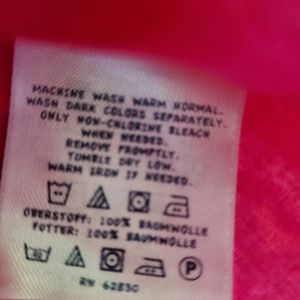 MACHINE WASH WARM NORMAL.
WASH DARK COLORS SEPARATELY.
ONLY NON-CHLORINE BLEACH
WHEN NEEDED.
REMOVE PROMPTLY.
TUMBLE DRY LOW.
WARM IRON IF NEEDED.
OBERSTOFF: 100% BAUMWOLLE
FUTTER: 100% BAUMWOLLE
P
RN 62830